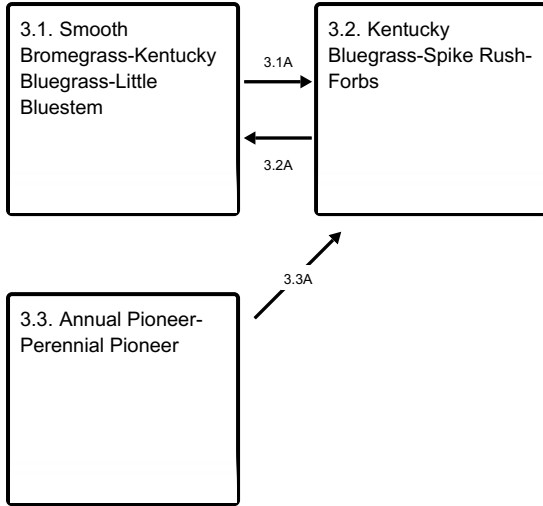 3.1. Smooth
Bromegrass-Kentucky
Bluegrass-Little
Bluestem
3.1A
3.2A
3.2. Kentucky
Bluegrass-Spike Rush-
Forbs
3.3A
3.3. Annual Pioneer-
Perennial Pioneer